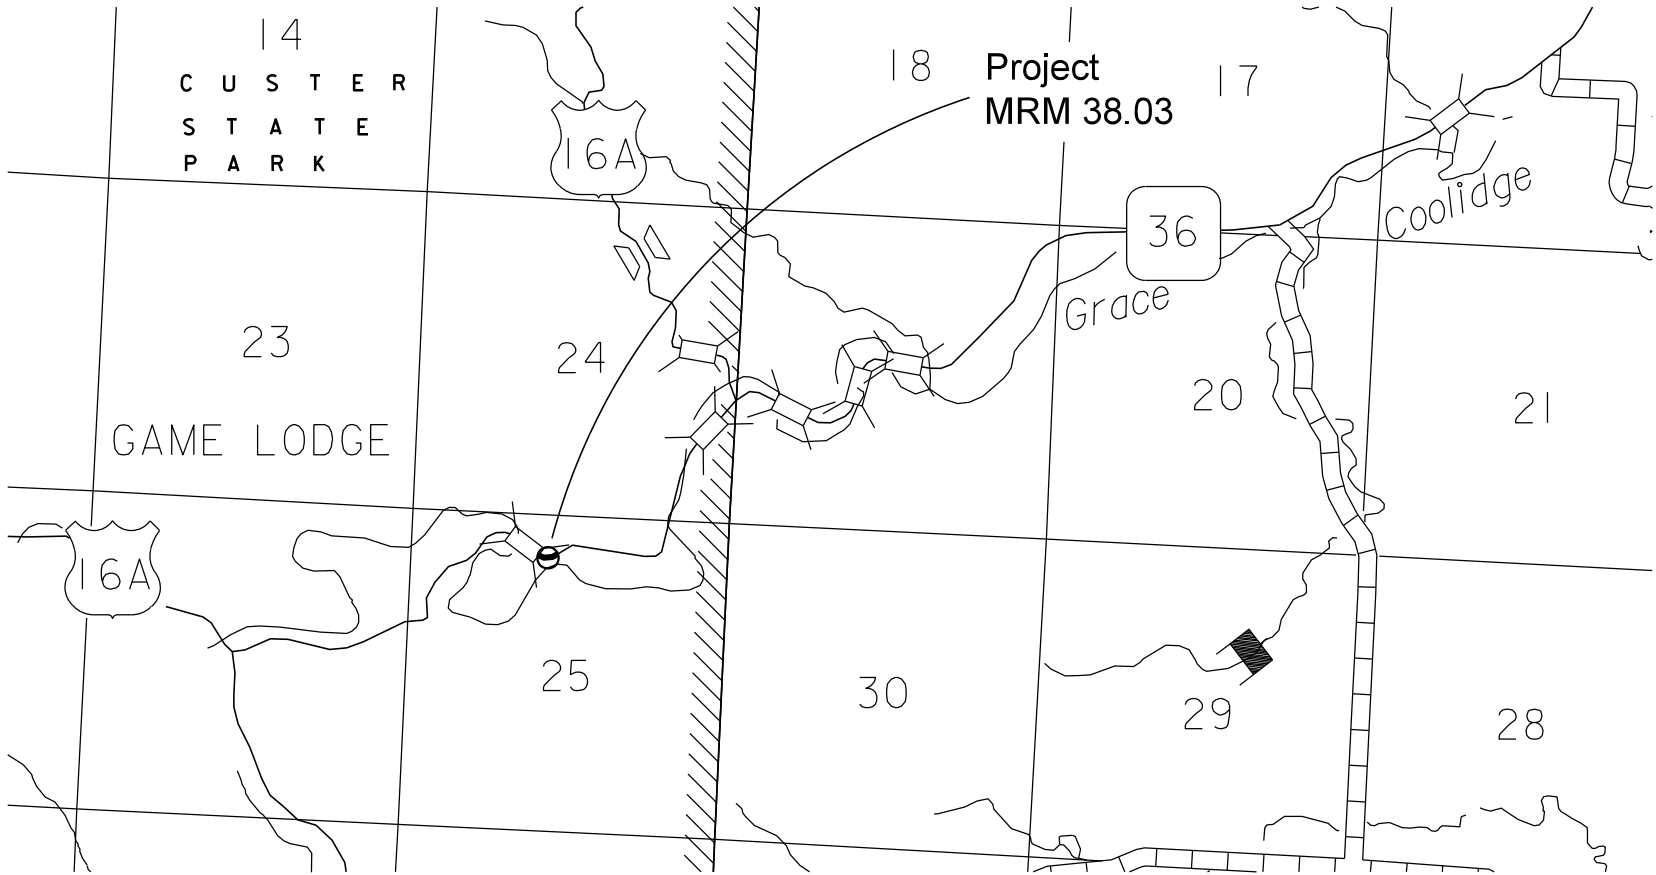 14
CUSTER
STATE
PARK
16A
18
Project
MRM 38.03
17
36
Coolidge
Grace
23
24
20
21
GAME LODGE
16A
25
30
29
28